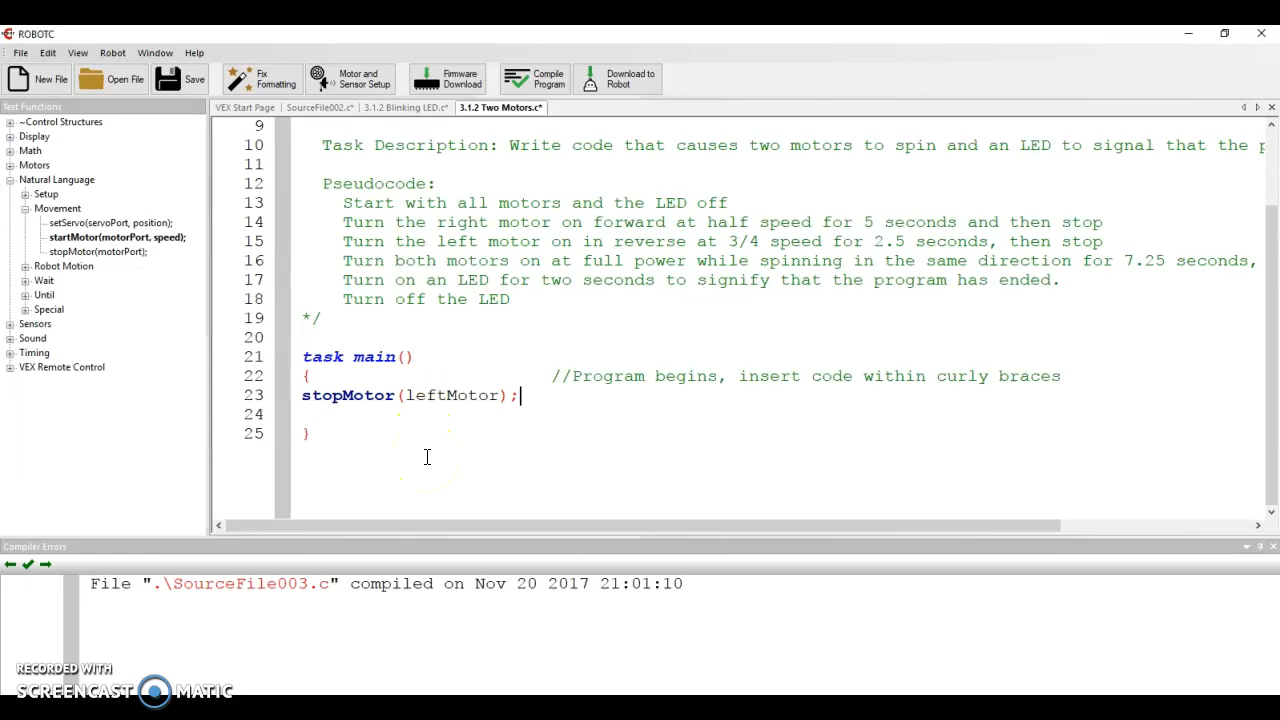 ROBOTC
File Edit View Robot Window Help
New File Open File Save Fix Formatting Motor and Sensor Setup Firmware Download Compile Program Download to Robot
Text Functions
VEX Start Page SourceFile002.c* 3.1.2 Blinking LED.c* 3.1.2 Two Motors.c*
~Control Structures
Display
Math
Motors
Natural Language
Setup
Movement
setServo(servoPort, position);
startMotor(motorPort, speed);
stopMotor(motorPort);
Robot Motion
Wait
Until
Special
Sensors
Sound
Timing
VEX Remote Control
9
10 Task Description: Write code that causes two motors to spin and an LED to signal that the p
11
12 Pseudocode:
13 Start with all motors and the LED off
14 Turn the right motor on forward at half speed for 5 seconds and then stop
15 Turn the left motor on in reverse at 3/4 speed for 2.5 seconds, then stop
16 Turn both motors on at full power while spinning in the same direction for 7.25 seconds,
17 Turn on an LED for two seconds to signify that the program has ended.
18 Turn off the LED
19 */
20
21 task main()
22 { //Program begins, insert code within curly braces
23 stopMotor(leftMotor);
24
25 }
Compiler Errors
File ".\SourceFile003.c" compiled on Nov 20 2017 21:01:10
RECORDED WITH
SCREENCAST MATIC